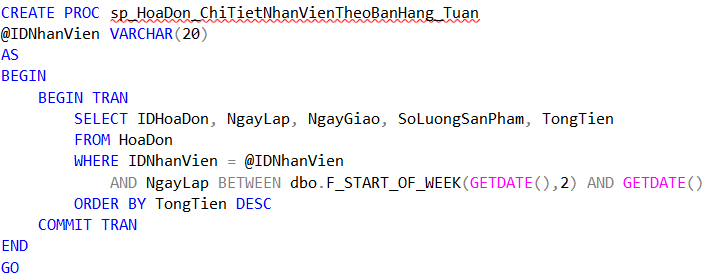 CREATE PROC sp_HoaDon_ChiTietNhanVienTheoBanHang_Tuan
@IDNhanVien VARCHAR(20)
AS
BEGIN
    BEGIN TRAN
        SELECT IDHoaDon, NgayLap, NgayGiao, SoLuongSanPham, TongTien
        FROM HoaDon
        WHERE IDNhanVien = @IDNhanVien
            AND NgayLap BETWEEN dbo.F_START_OF_WEEK(GETDATE(),2) AND GETDATE()
        ORDER BY TongTien DESC
    COMMIT TRAN
END
GO